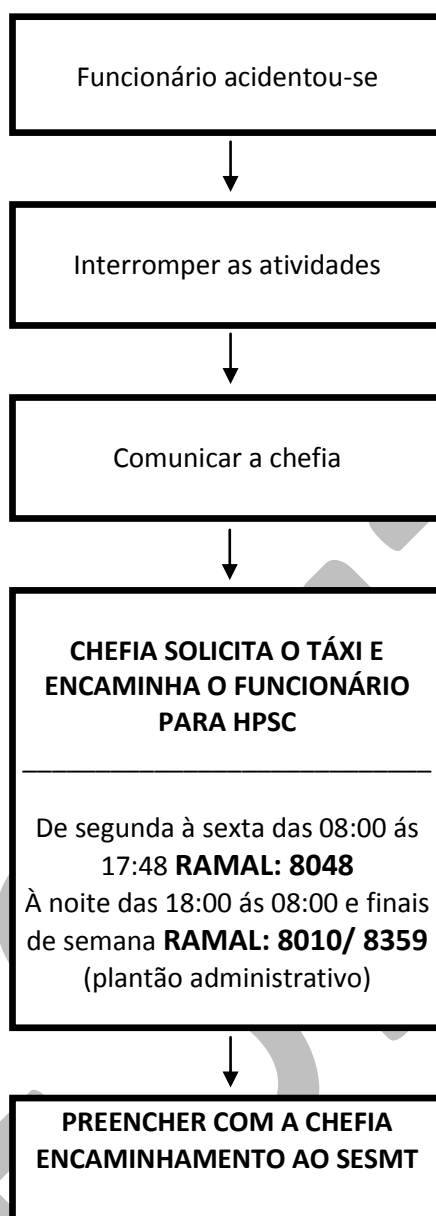 Funcionário acidentou-se
Interromper as atividades
Comunicar a chefia
CHEFIA SOLICITA O TÁXI E
ENCAMINHA O FUNCIONÁRIO
PARA HPSC
____________________________
De segunda à sexta das 08:00 ás
17:48 RAMAL: 8048
À noite das 18:00 ás 08:00 e finais
de semana RAMAL: 8010/ 8359
(plantão administrativo)
PREENCHER COM A CHEFIA
ENCAMINHAMENTO AO SESMT